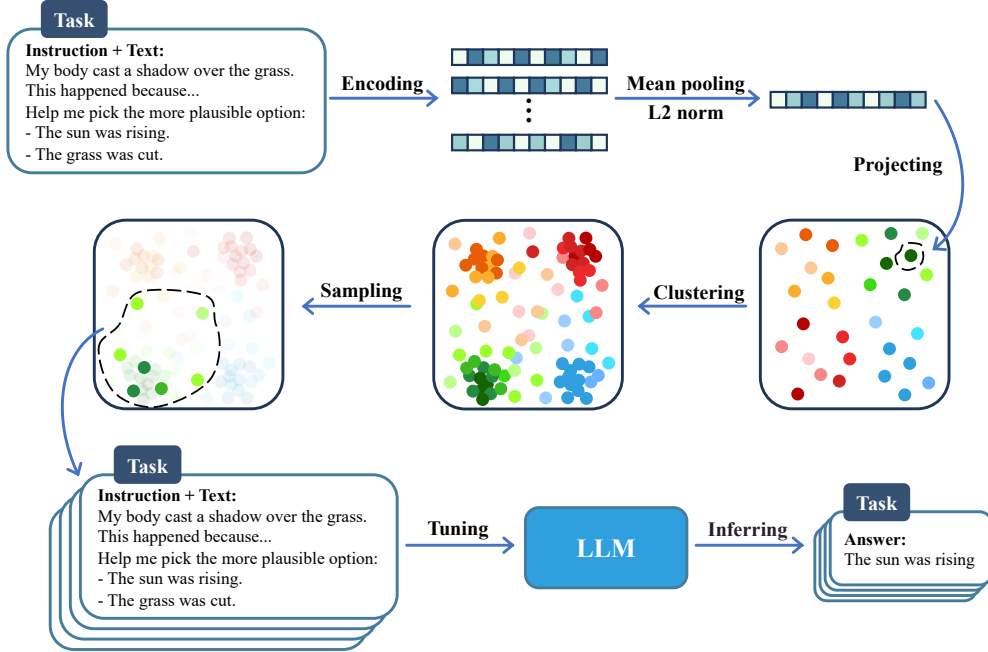 Task
Instruction + Text:
My body cast a shadow over the grass.
This happened because...
Help me pick the more plausible option:
- The sun was rising.
- The grass was cut.
Encoding
Mean pooling
L2 norm
Projecting
Clustering
Sampling
Task
Instruction + Text:
My body cast a shadow over the grass.
This happened because...
Help me pick the more plausible option:
- The sun was rising.
- The grass was cut.
Tuning
LLM
Inferring
Task
Answer:
The sun was rising